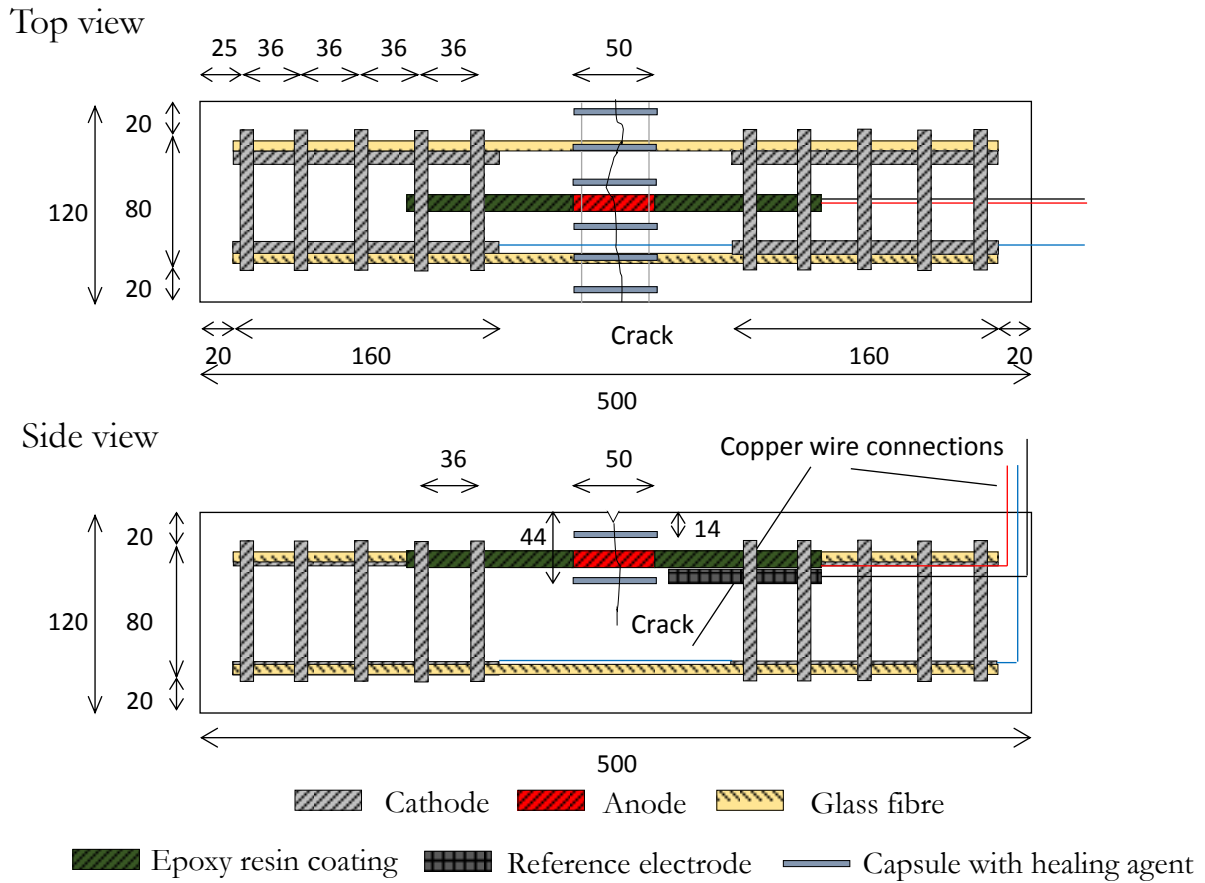 Top view
25 36 36 36 36 50
20
120 80
20
Crack
20 160 160 20
500
Side view
Copper wire connections
36 50
20 44 14
120 80
Crack
20
500
Cathode Anode Glass fibre
Epoxy resin coating Reference electrode Capsule with healing agent